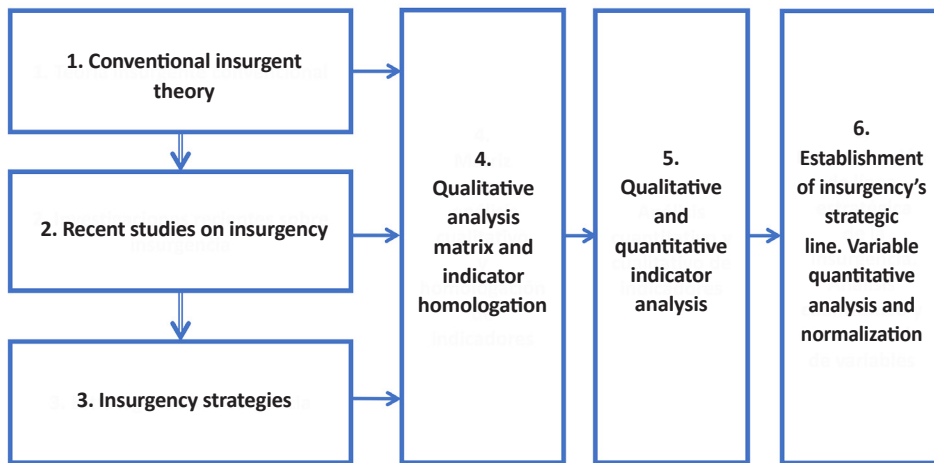 1. Conventional insurgent
theory
2. Recent studies on insurgency
3. Insurgency strategies
4.
Qualitative
analysis
matrix and
indicator
homologation
5.
Qualitative
and
quantitative
indicator
analysis
6.
Establishment
of insurgency’s
strategic
line. Variable
quantitative
analysis and
normalization